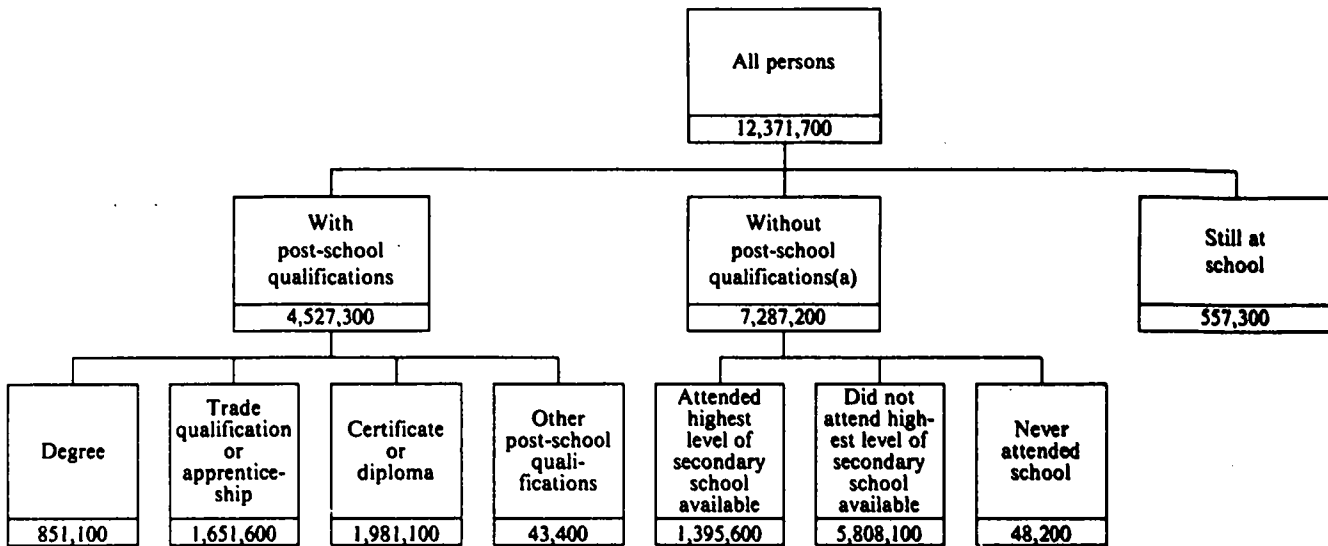 All persons
12,371,700
With
post-school
qualifications
4,527,300
Without
post-school
qualifications(a)
7,287,200
Still at
school
557,300
Degree
851,100
Trade
qualification
or
apprentice-
ship
1,651,600
Certificate
or
diploma
1,981,100
Other
post-school
quali-
fications
43,400
Attended
highest
level of
secondary
school
available
1,395,600
Did not
attend high-
est level of
secondary
school
available
5,808,100
Never
attended
school
48,200